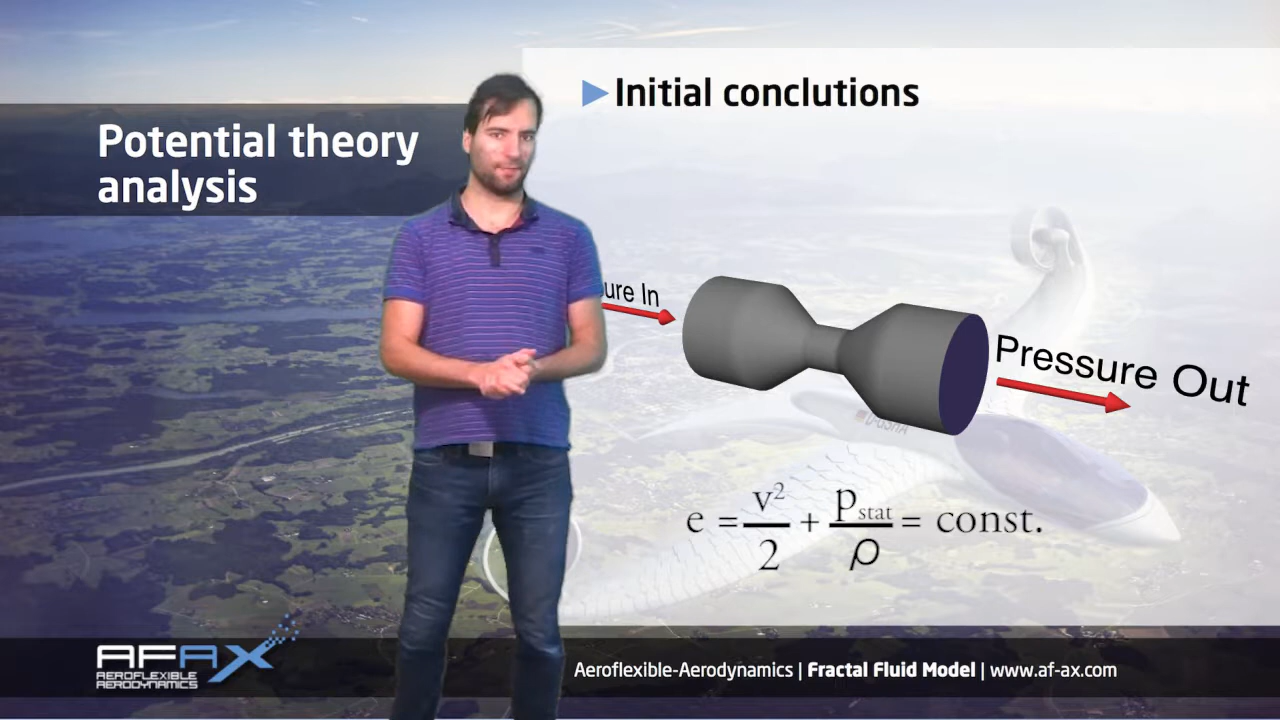 Initial conclutions
Potential theory
analysis
ure In
Pressure Out
e = v²/2 + p_stat/ρ = const.
AFAX
AEROFLEXIBLE
AERODYNAMICS
Aeroflexible-Aerodynamics | Fractal Fluid Model | www.af-ax.com